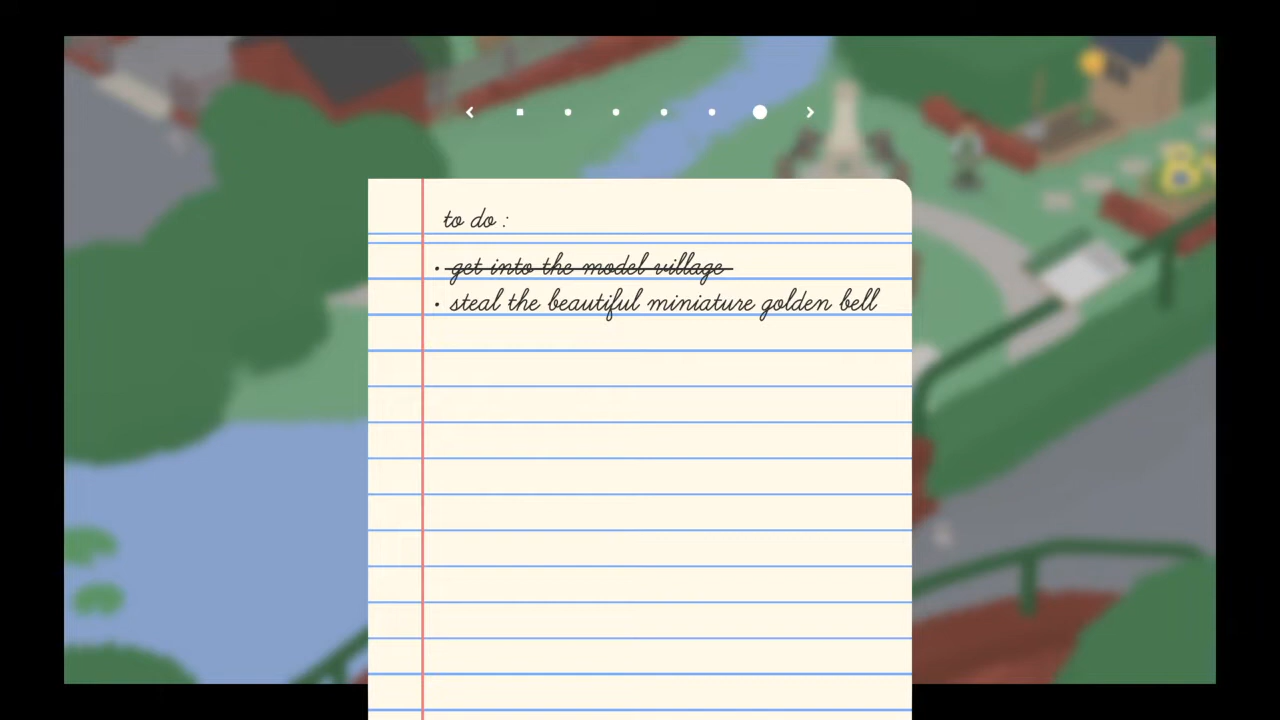 to do :
• get into the model village
• steal the beautiful miniature golden bell